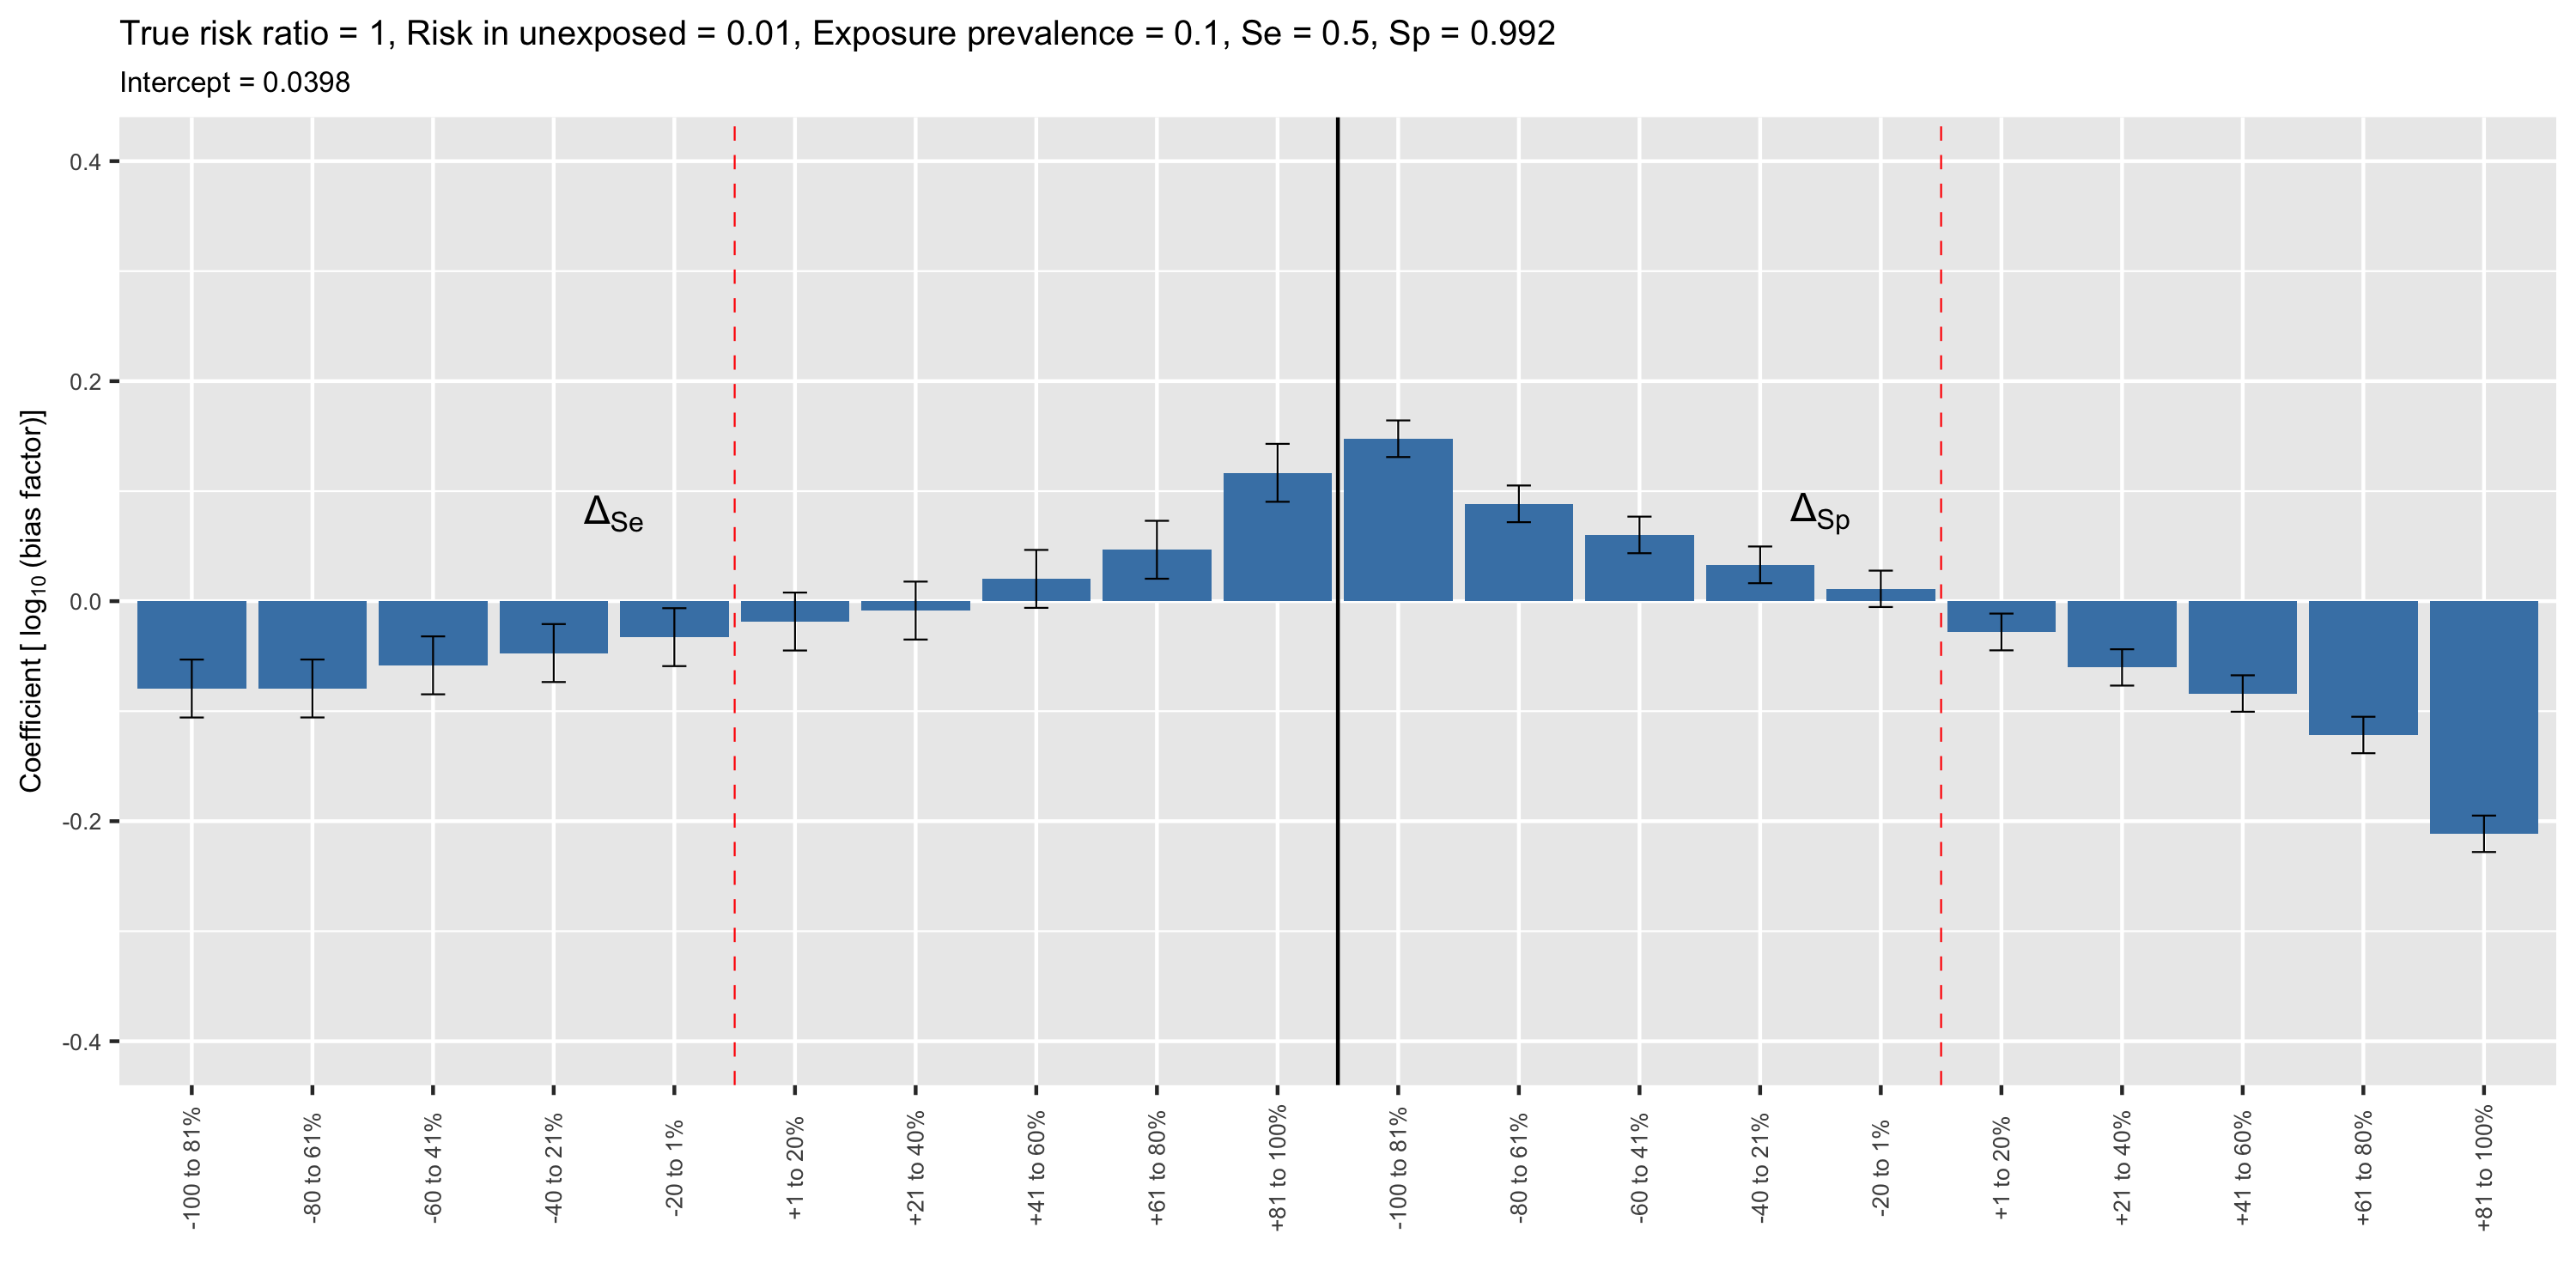 True risk ratio = 1, Risk in unexposed = 0.01, Exposure prevalence = 0.1, Se = 0.5, Sp = 0.992
Intercept = 0.0398
Coefficient [ log10 (bias factor)]
0.4
0.2
0.0
-0.2
-0.4
ΔSe
ΔSp
-100 to 81%
-80 to 61%
-60 to 41%
-40 to 21%
-20 to 1%
+1 to 20%
+21 to 40%
+41 to 60%
+61 to 80%
+81 to 100%
-100 to 81%
-80 to 61%
-60 to 41%
-40 to 21%
-20 to 1%
+1 to 20%
+21 to 40%
+41 to 60%
+61 to 80%
+81 to 100%